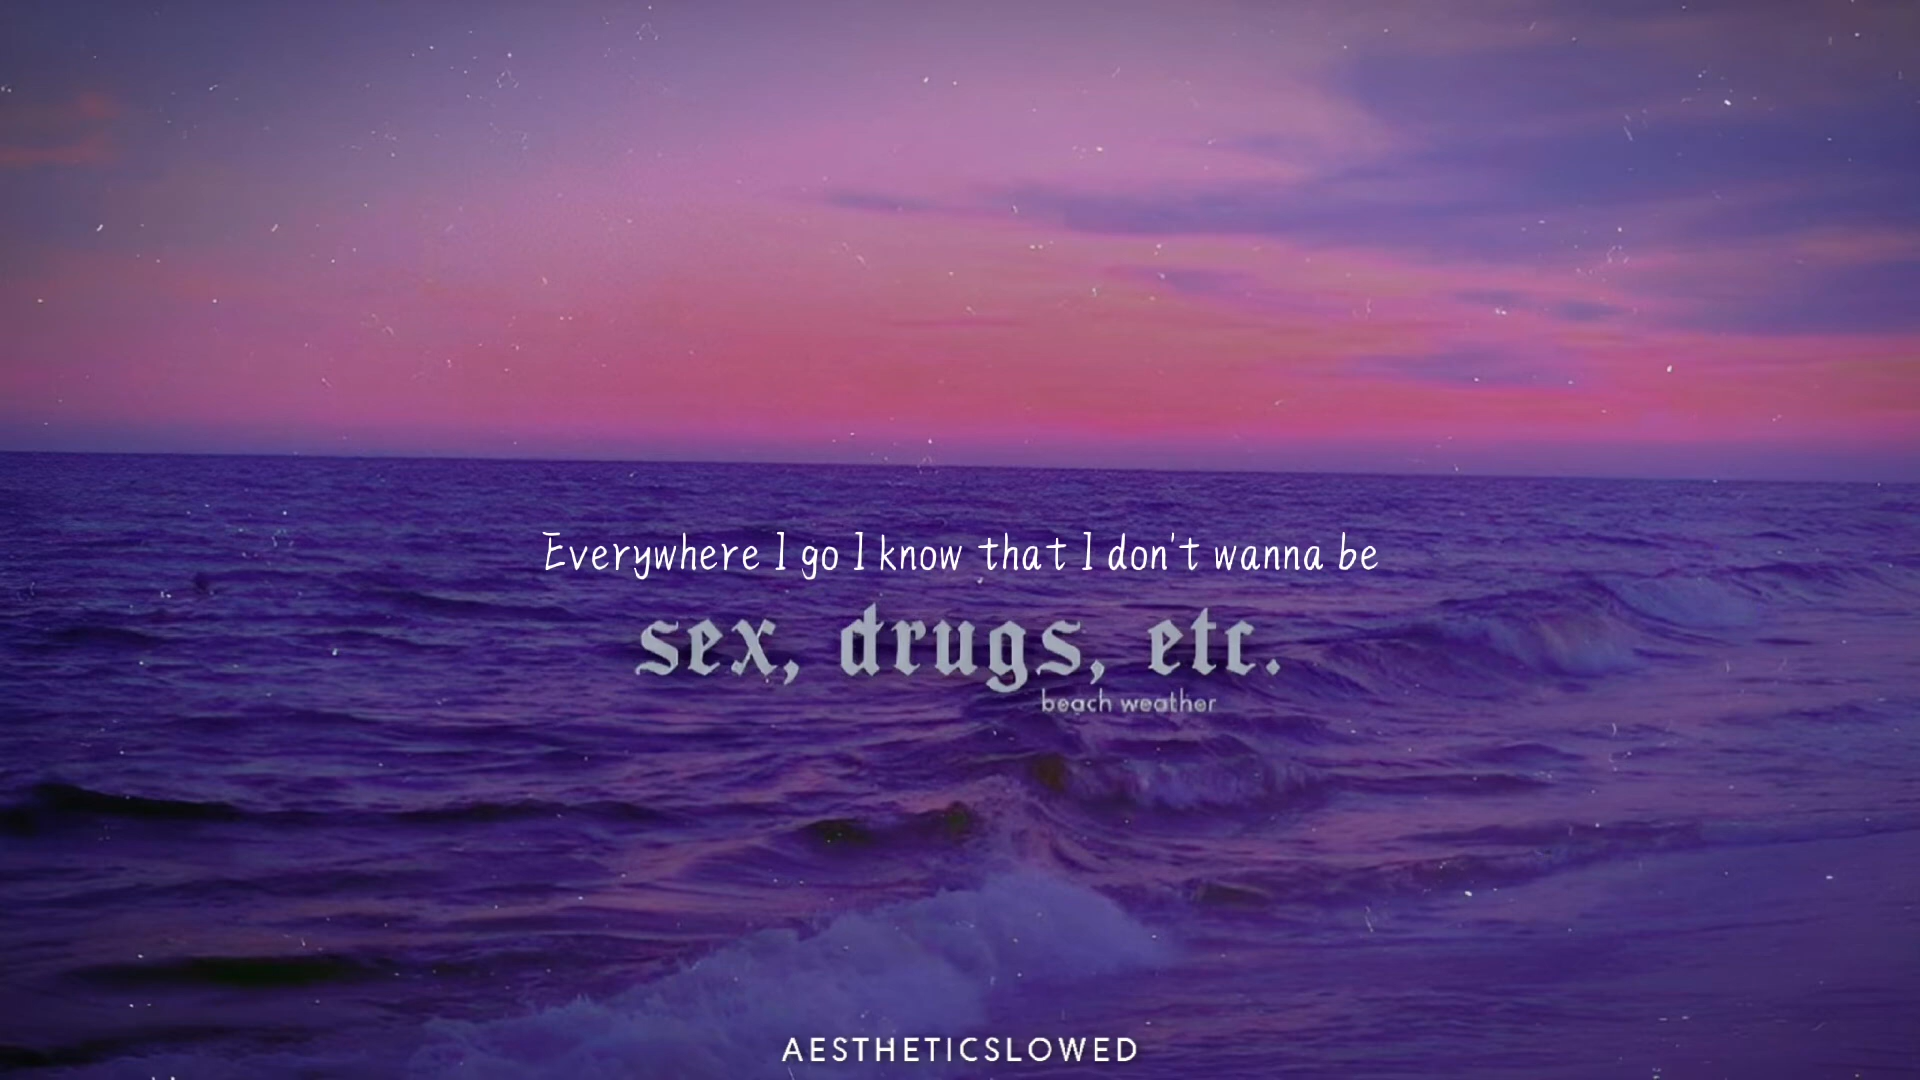 Everywhere I go I know that I don't wanna be
sex, drugs, etc.
beach weather
AESTHETICSLOWED